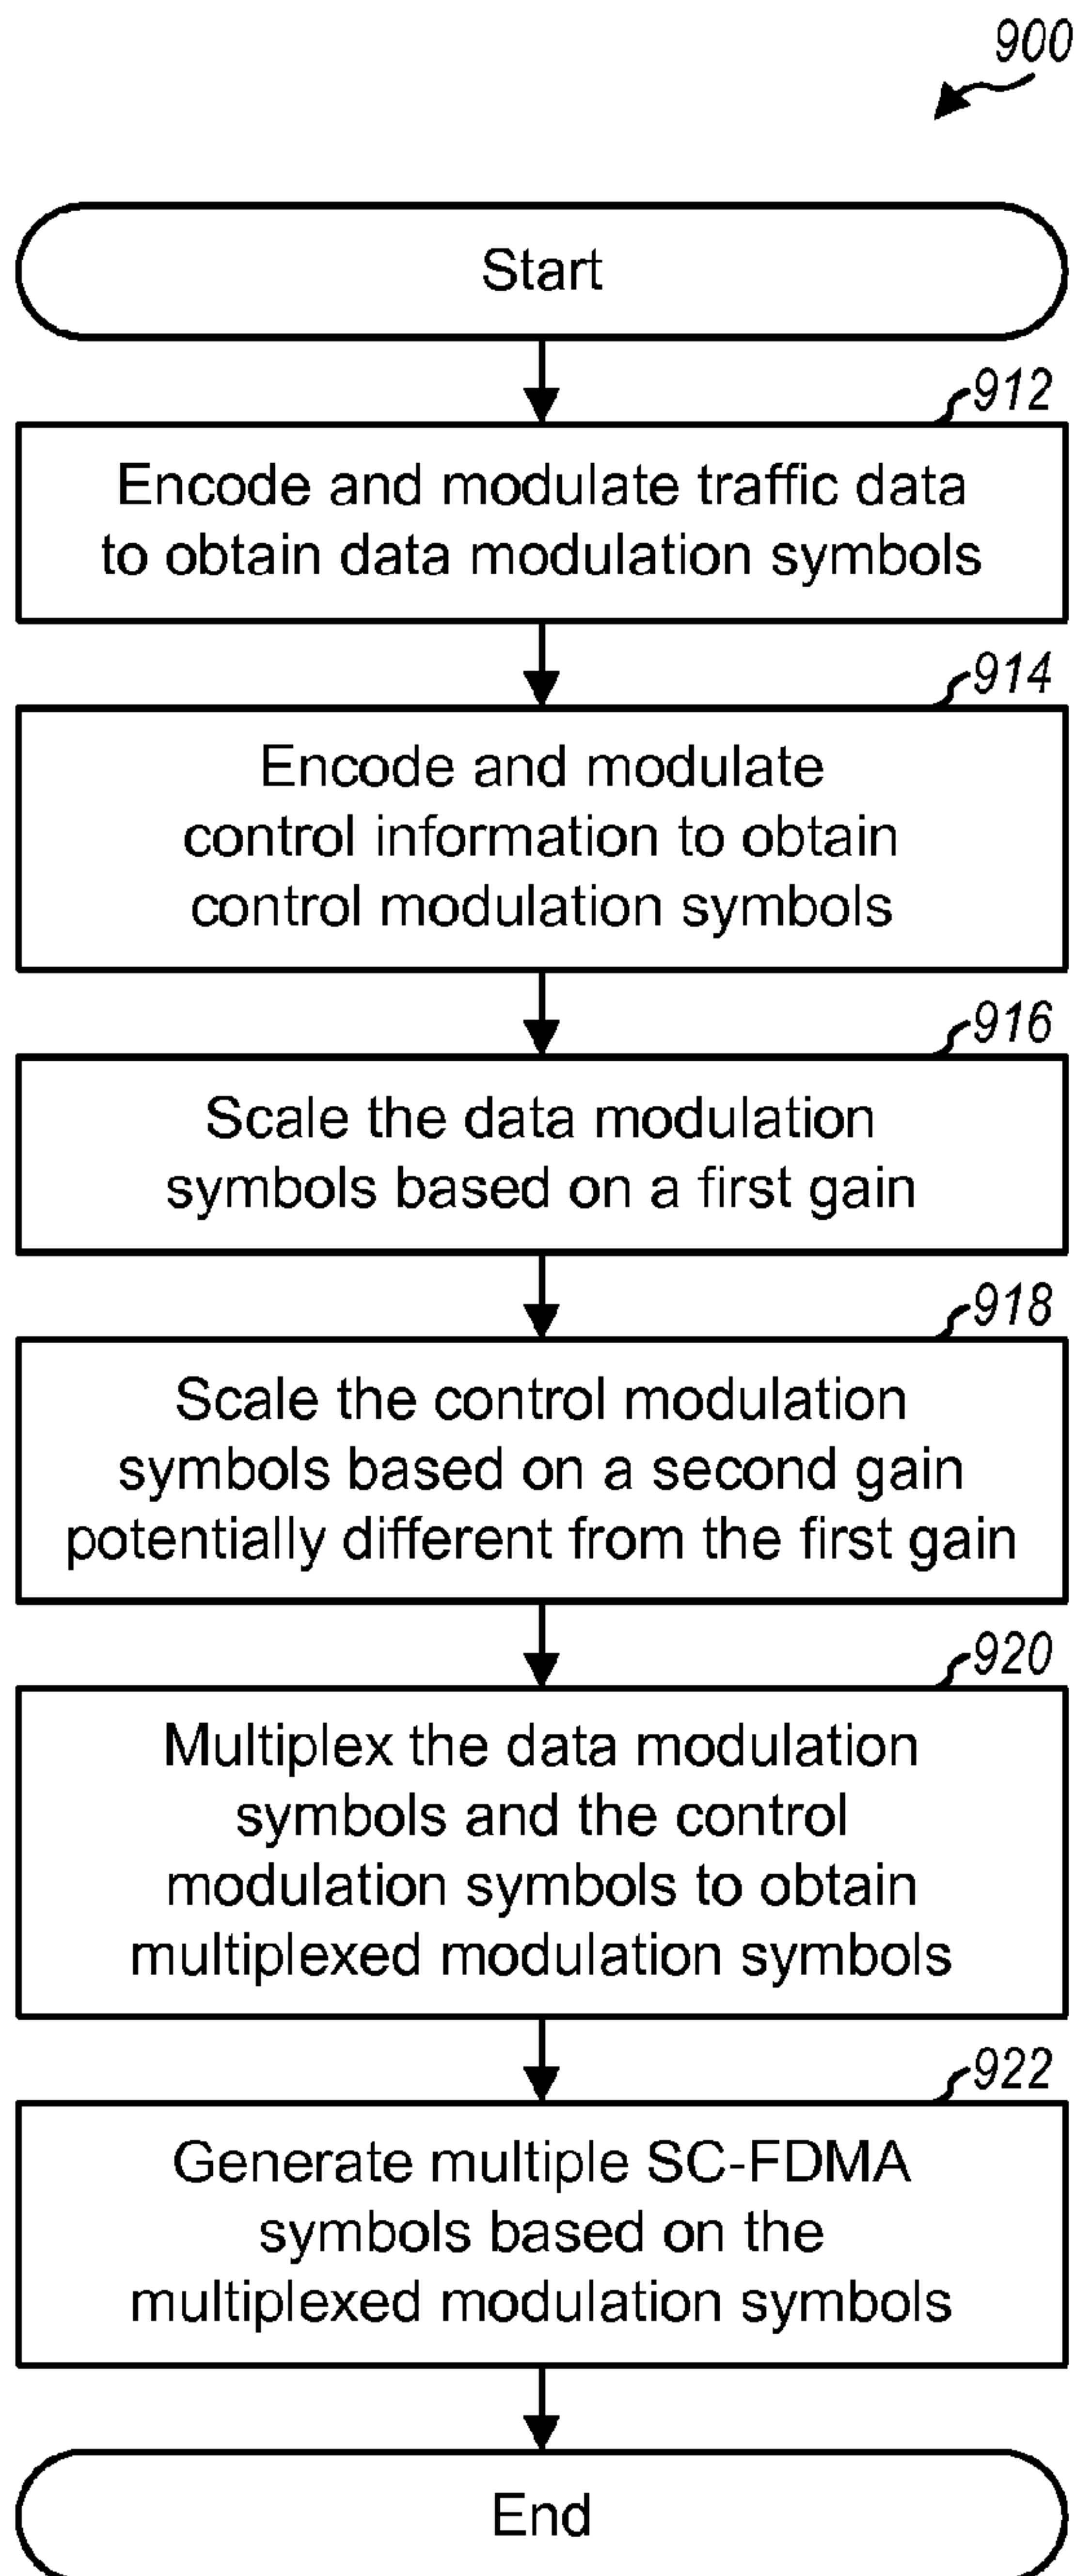 900
Start
912
Encode and modulate traffic data
to obtain data modulation symbols
914
Encode and modulate
control information to obtain
control modulation symbols
916
Scale the data modulation
symbols based on a first gain
918
Scale the control modulation
symbols based on a second gain
potentially different from the first gain
920
Multiplex the data modulation
symbols and the control
modulation symbols to obtain
multiplexed modulation symbols
922
Generate multiple SC-FDMA
symbols based on the
multiplexed modulation symbols
End